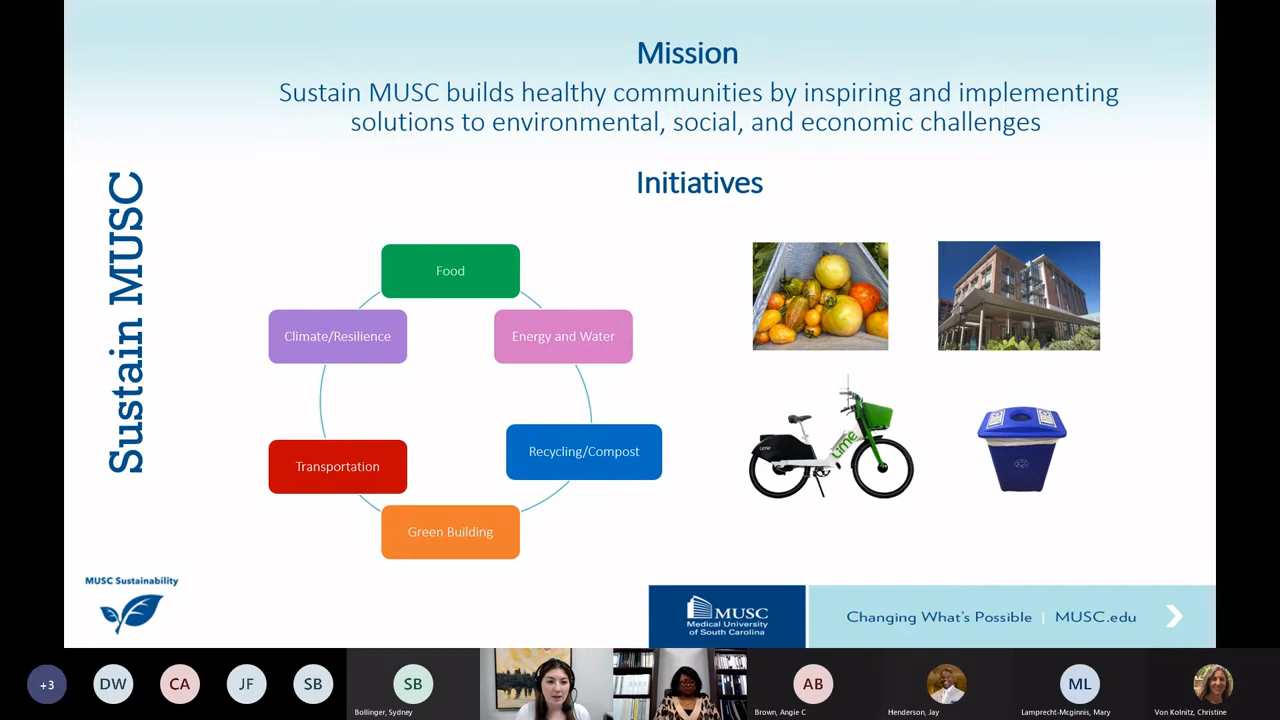 Mission
Sustain MUSC builds healthy communities by inspiring and implementing
solutions to environmental, social, and economic challenges
Sustain MUSC
Initiatives
Food
Climate/Resilience
Energy and Water
Transportation
Recycling/Compost
Green Building
Lime
MUSC Sustainability
MUSC
Medical University
of South Carolina
Changing What's Possible | MUSC.edu
+3
DW
CA
JF
SB
SB
Bollinger, Sydney
AB
Brown, Angie C
Henderson, Jay
ML
Lamprecht-Mcginnis, Mary
Von Kolnitz, Christine